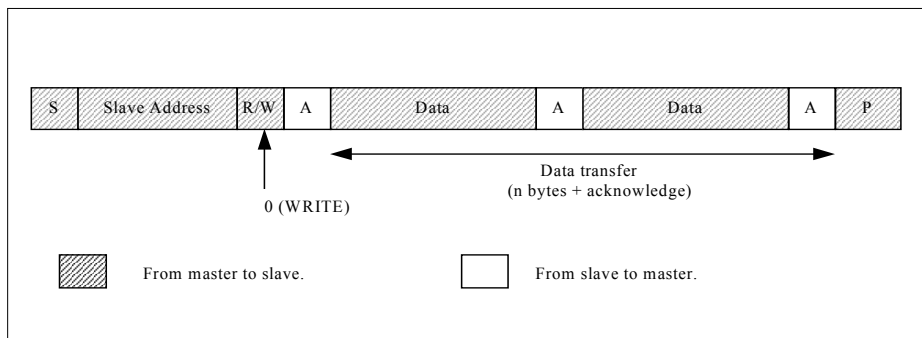 S Slave Address R/W A Data A Data A P
Data transfer
(n bytes + acknowledge)
0 (WRITE)
From master to slave. From slave to master.